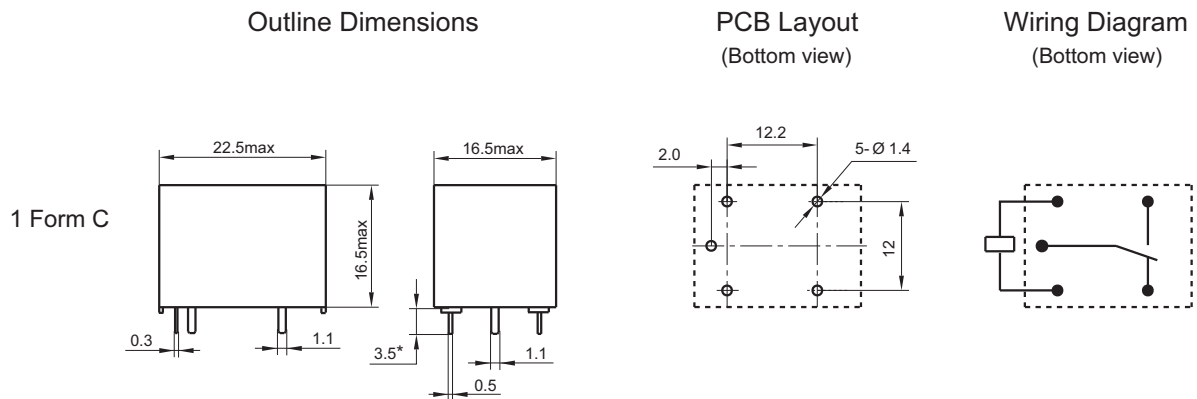 Outline Dimensions
PCB Layout
(Bottom view)
Wiring Diagram
(Bottom view)
1 Form C
22.5max
16.5max
16.5max
0.3
1.1
3.5*
1.1
0.5
12.2
2.0
5- Ø 1.4
12